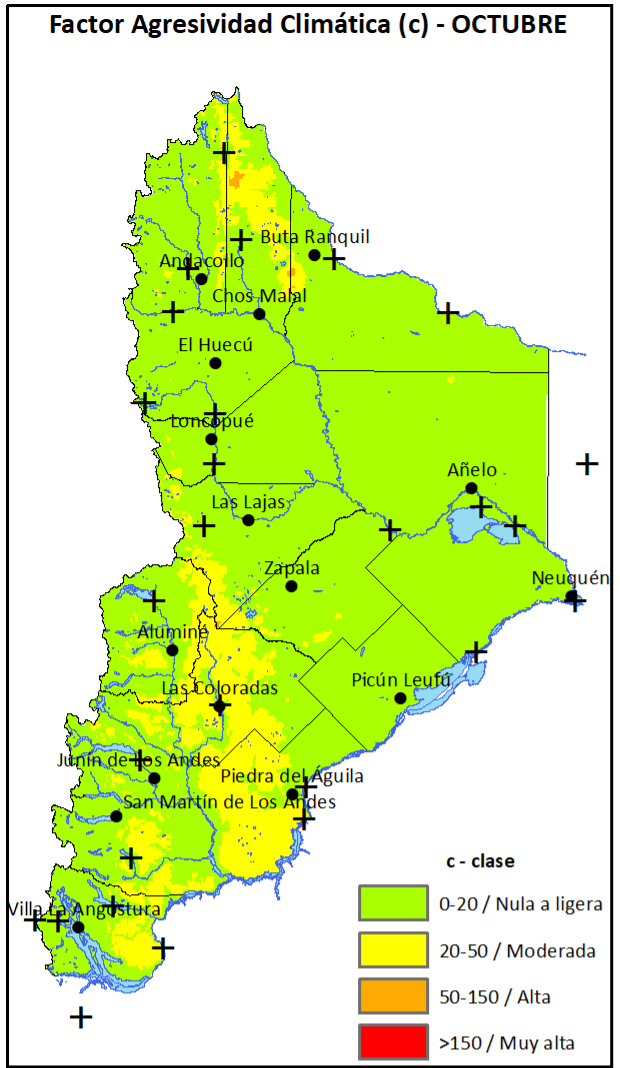 Factor Agresividad Climática (c) - OCTUBRE
Buta Ranquil
Andacollo
Chos Malal
El Huecú
Loncopué
Añelo
Las Lajas
Zapala
Neuquén
Aluminé
Las Coloradas
Picún Leufú
Junín de Los Andes
Piedra del Águila
San Martín de Los Andes
c - clase
0-20 / Nula a ligera
Villa La Angostura
20-50 / Moderada
50-150 / Alta
>150 / Muy alta